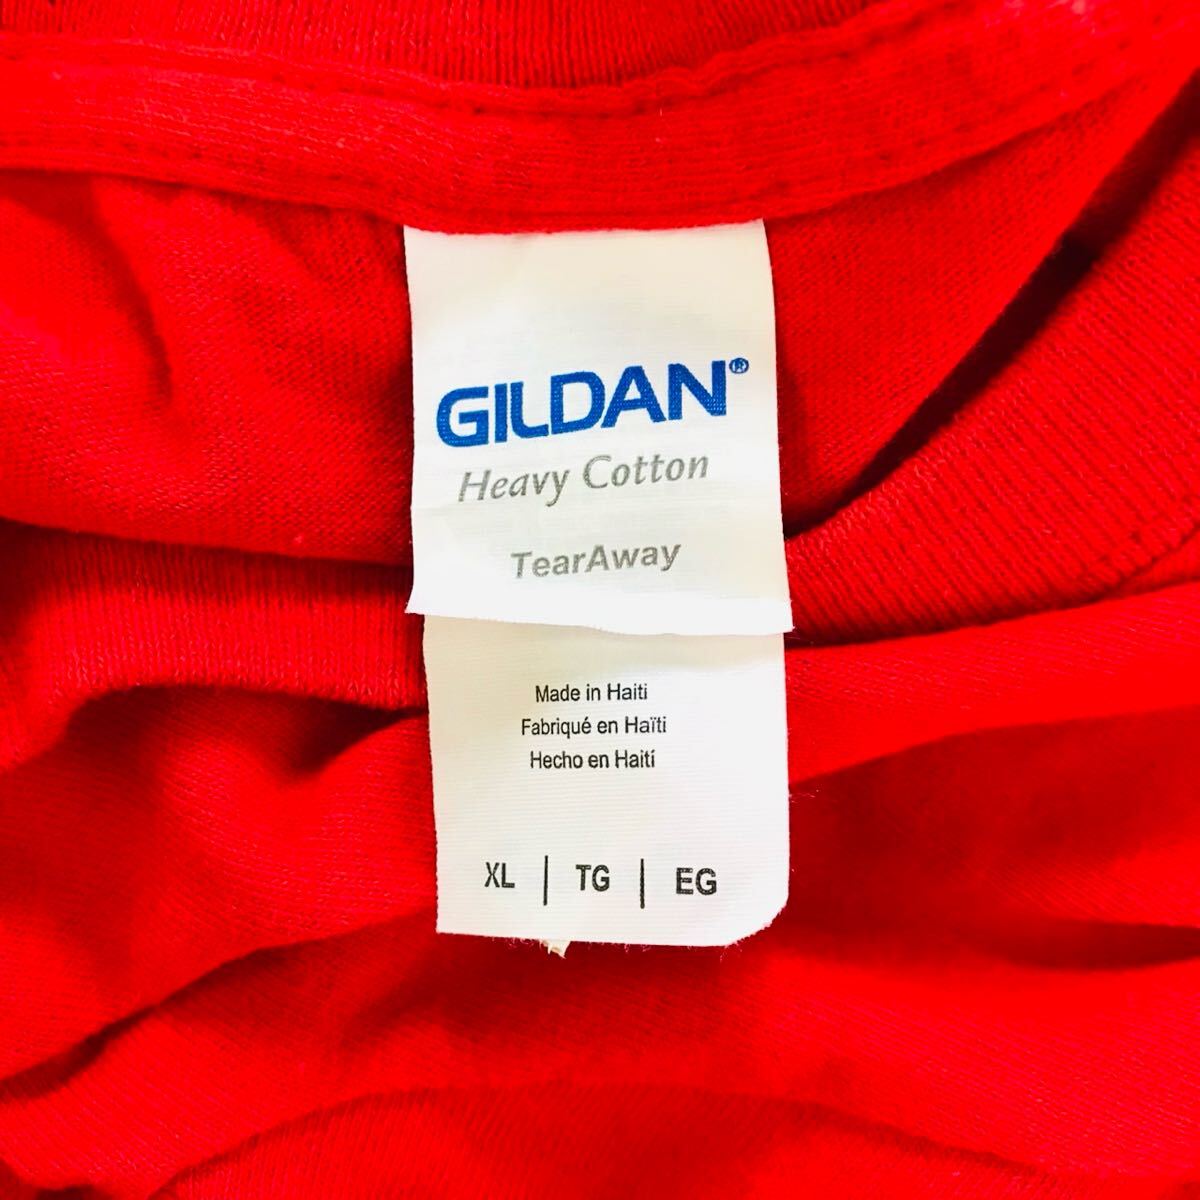 GILDAN®
Heavy Cotton
TearAway
Made in Haiti
Fabriqué en Haïti
Hecho en Haití
XL | TG | EG